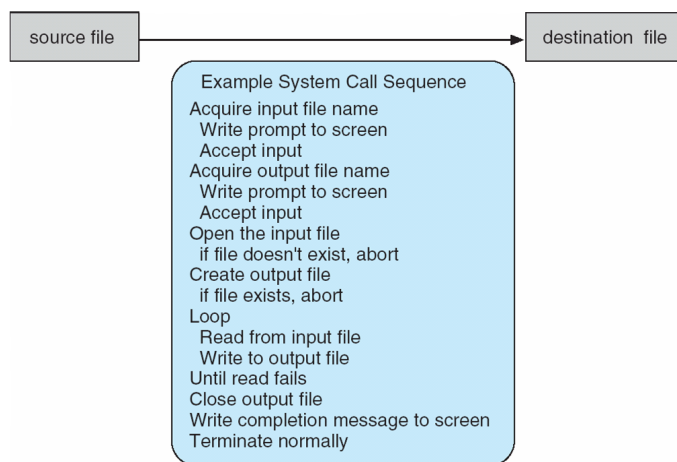 source file
destination file
Example System Call Sequence
Acquire input file name
Write prompt to screen
Accept input
Acquire output file name
Write prompt to screen
Accept input
Open the input file
if file doesn't exist, abort
Create output file
if file exists, abort
Loop
Read from input file
Write to output file
Until read fails
Close output file
Write completion message to screen
Terminate normally